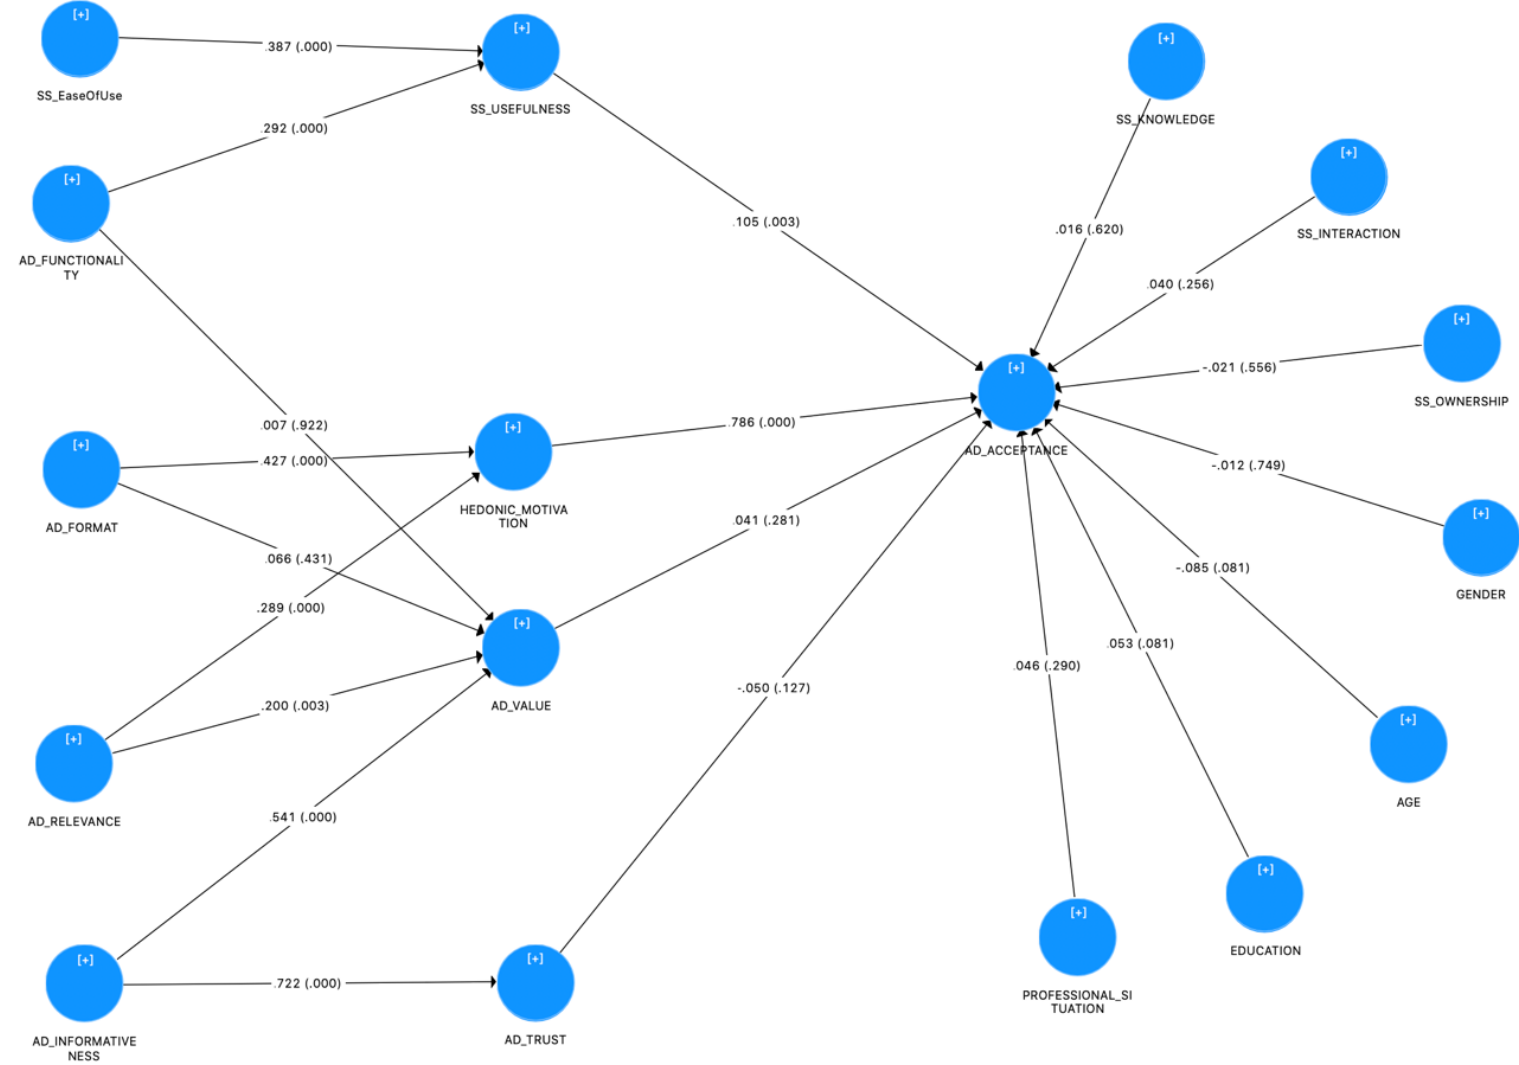 [+]
SS_EaseOfUse
.387 (.000)
[+]
SS_USEFULNESS
.292 (.000)
[+]
AD_FUNCTIONALI
TY
.105 (.003)
[+]
SS_KNOWLEDGE
.016 (.620)
[+]
SS_INTERACTION
.040 (.256)
[+]
SS_OWNERSHIP
-.021 (.556)
[+]
AD_ACCEPTANCE
.007 (.922)
.427 (.000)
[+]
AD_FORMAT
[+]
HEDONIC_MOTIVA
TION
.786 (.000)
-.012 (.749)
[+]
GENDER
.066 (.431)
.041 (.281)
-.085 (.081)
.289 (.000)
[+]
AD_VALUE
.053 (.081)
.046 (.290)
.200 (.003)
-.050 (.127)
[+]
AD_RELEVANCE
[+]
AGE
.541 (.000)
[+]
EDUCATION
[+]
PROFESSIONAL_SI
TUATION
[+]
AD_INFORMATIVE
NESS
.722 (.000)
[+]
AD_TRUST